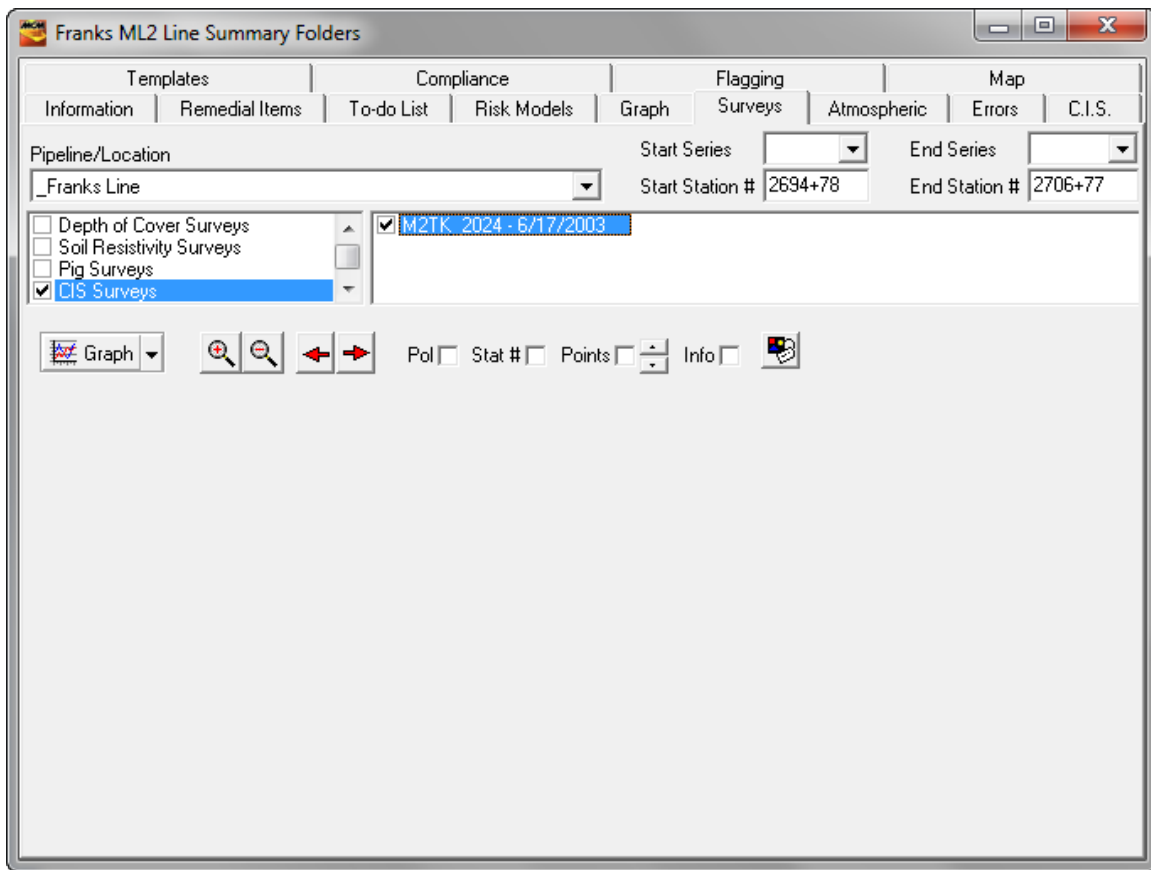 Franks ML2 Line Summary Folders
Templates Compliance Flagging Map
Information Remedial Items To-do List Risk Models Graph Surveys Atmospheric Errors C.I.S.
Pipeline/Location
Start Series End Series
_Franks Line
Start Station # 2694+78 End Station # 2706+77
Depth of Cover Surveys
Soil Resistivity Surveys
Pig Surveys
CIS Surveys
M2TK 2024 - 6/17/2003
Graph Pol Stat # Points Info